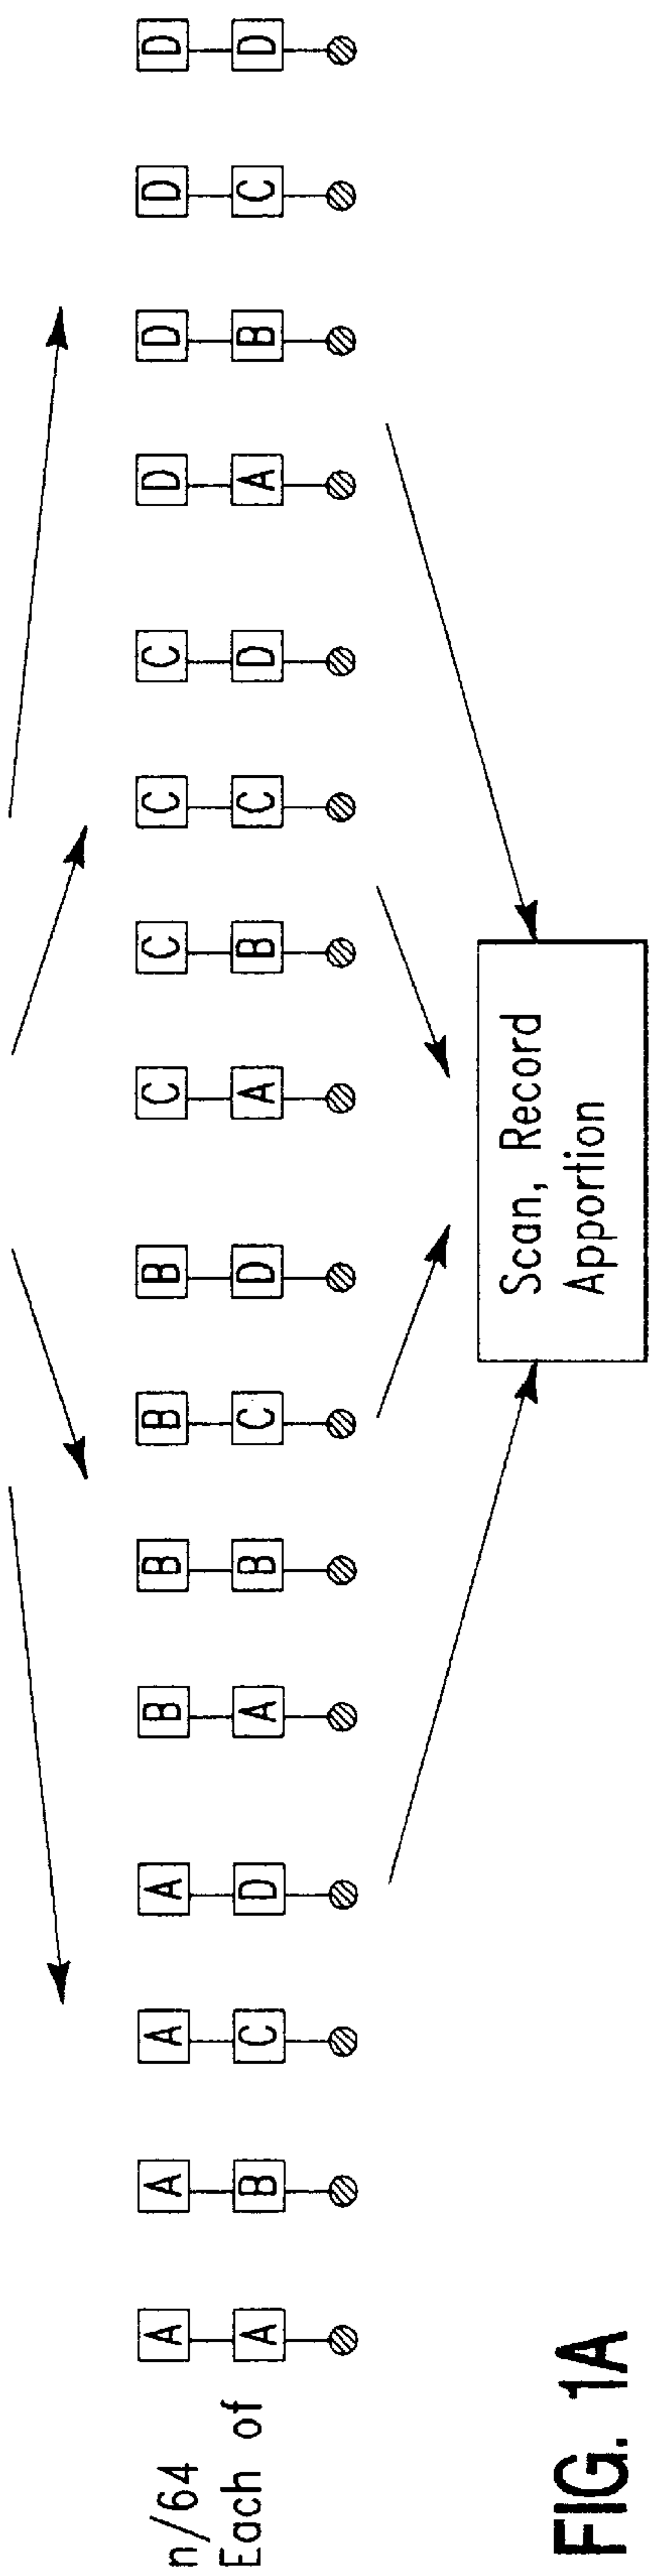 n/64
Each of
A A A A B B B B C C C C D D D D
A B C D A B C D A B C D A B C D
Scan, Record
Apportion
FIG. 1A